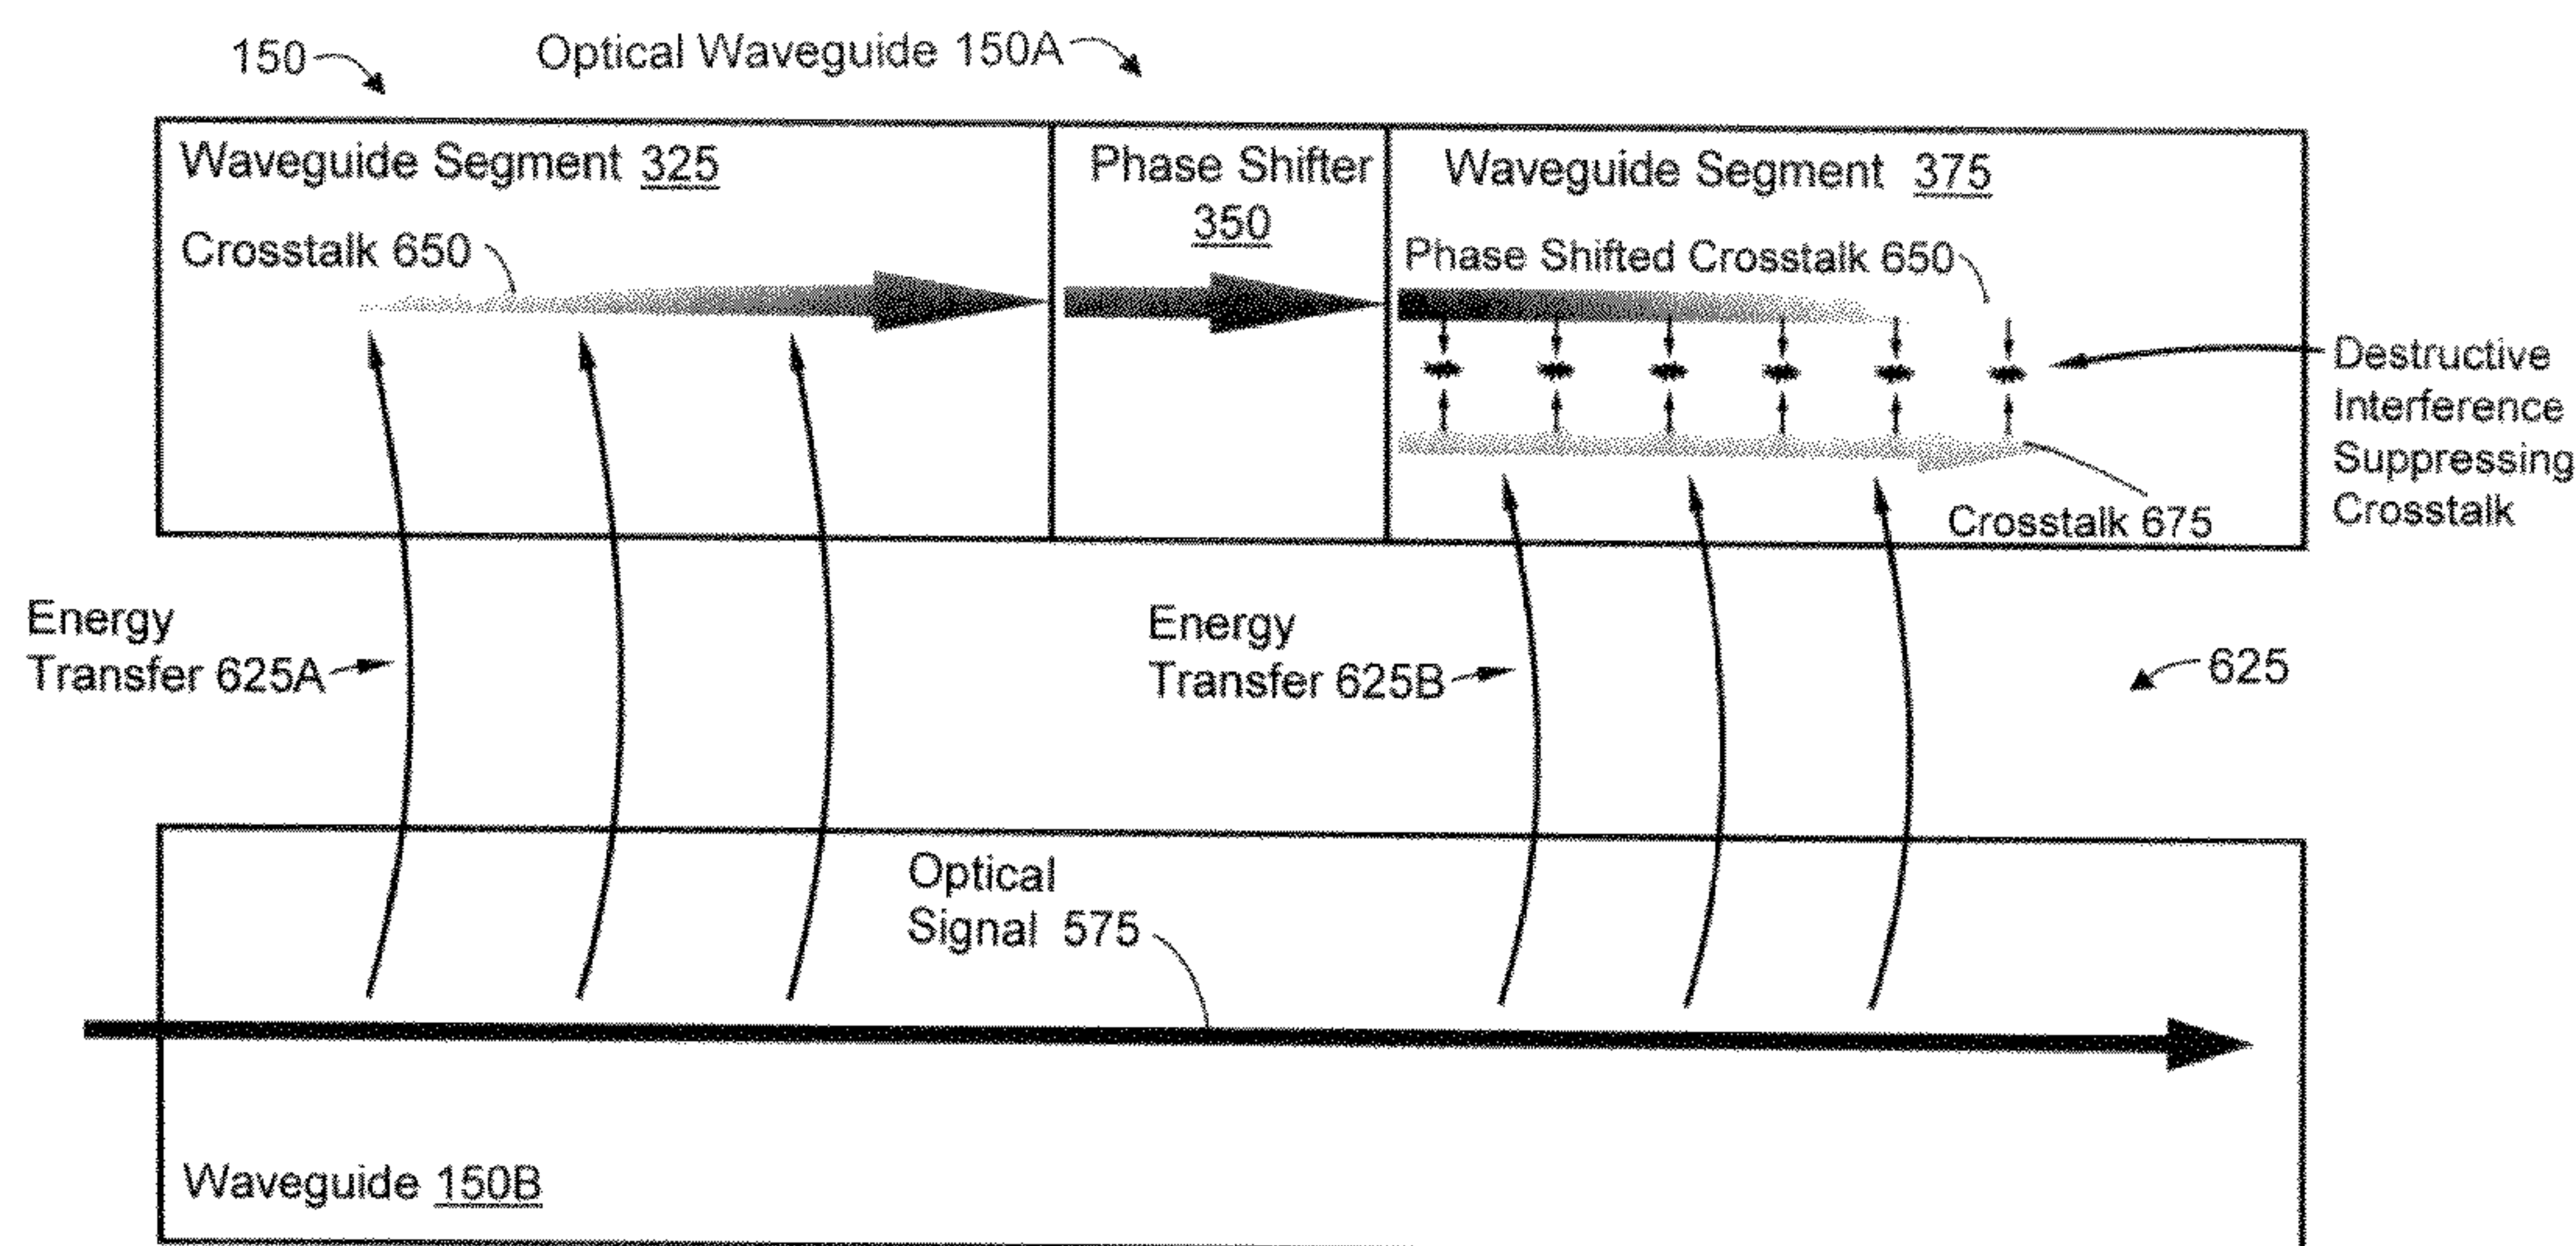 150
Optical Waveguide 150A
Waveguide Segment 325
Phase Shifter
350
Waveguide Segment 375
Crosstalk 650
Phase Shifted Crosstalk 650
Destructive
Interference
Suppressing
Crosstalk
Crosstalk 675
Energy
Transfer 625A
Energy
Transfer 625B
625
Optical
Signal 575
Waveguide 150B